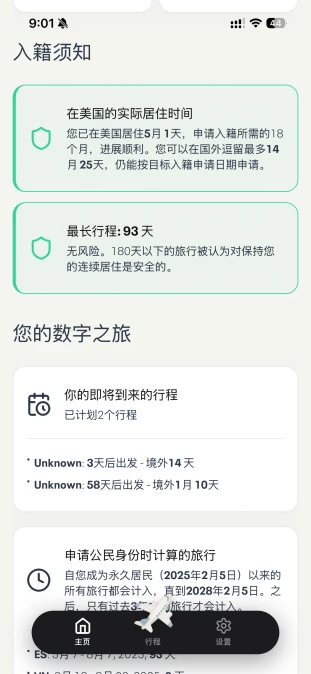 9:01
44
入籍须知
在美国的实际居住时间
您已在美国居住5月1天，申请入籍所需的18
个月，进展顺利。您可以在国外逗留最多14
月25天，仍能按目标入籍申请日期申请。
最长行程: 93 天
无风险。180天以下的旅行被认为对保持您
的连续居住是安全的。
您的数字之旅
您的即将到来的行程
已计划2个行程
* Unknown: 3天后出发 - 境外14 天
* Unknown: 58天后出发 - 境外1月 10天
申请公民身份时计算的旅行
自您成为永久居民（2025年2月5日）以来的
所有旅行都会计入，直到2028年2月5日。之
后，只有过去3年 旅行才会计入。
主页
行程
设置